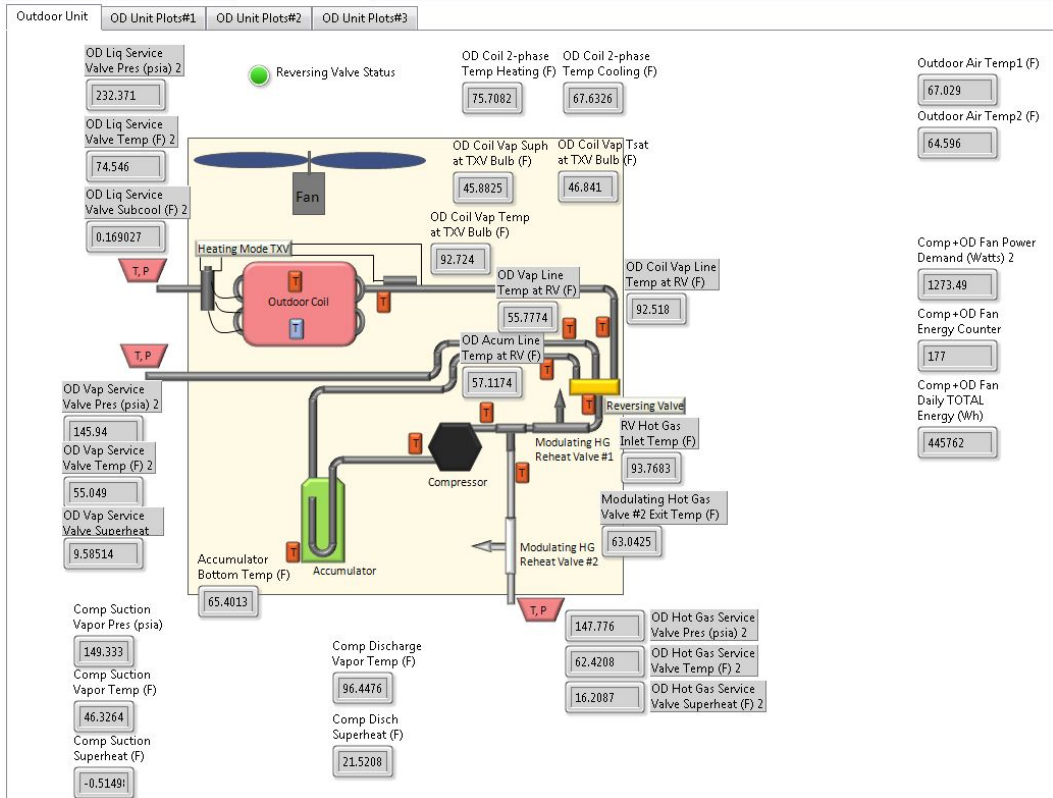 Outdoor Unit
OD Unit Plots#1
OD Unit Plots#2
OD Unit Plots#3
OD Liq Service
Valve Pres (psia) 2
232.371
OD Liq Service
Valve Temp (F) 2
74.546
OD Liq Service
Valve Subcool (F) 2
0.169027
Reversing Valve Status
OD Coil 2-phase
Temp Heating (F)
75.7082
OD Coil 2-phase
Temp Cooling (F)
67.6326
Outdoor Air Temp1 (F)
67.029
Outdoor Air Temp2 (F)
64.596
Fan
OD Coil Vap Suph
at TXV Bulb (F)
45.8825
OD Coil Vap Tsat
at TXV Bulb (F)
46.841
OD Coil Vap Temp
at TXV Bulb (F)
92.724
Heating Mode TXV
T, P
T
Outdoor Coil
T
T
OD Vap Line
Temp at RV (F)
55.7774
OD Coil Vap Line
Temp at RV (F)
92.518
Comp+OD Fan Power
Demand (Watts) 2
1273.49
Comp+OD Fan
Energy Counter
177
Comp+OD Fan
Daily TOTAL
Energy (Wh)
445762
T, P
OD Acum Line
Temp at RV (F)
57.1174
T
T
T
T
T
T
T
Reversing Valve
RV Hot Gas
Inlet Temp (F)
93.7683
OD Vap Service
Valve Pres (psia) 2
145.94
OD Vap Service
Valve Temp (F) 2
55.049
OD Vap Service
Valve Superheat
9.58514
Compressor
Modulating HG
Reheat Valve #1
Modulating Hot Gas
Valve #2 Exit Temp (F)
63.0425
Modulating HG
Reheat Valve #2
T
Accumulator
Accumulator
Bottom Temp (F)
65.4013
T, P
147.776
OD Hot Gas Service
Valve Pres (psia) 2
62.4208
OD Hot Gas Service
Valve Temp (F) 2
16.2087
OD Hot Gas Service
Valve Superheat (F) 2
Comp Suction
Vapor Pres (psia)
149.333
Comp Suction
Vapor Temp (F)
46.3264
Comp Suction
Superheat (F)
Comp Discharge
Vapor Temp (F)
96.4476
Comp Disch
Superheat (F)
21.5208